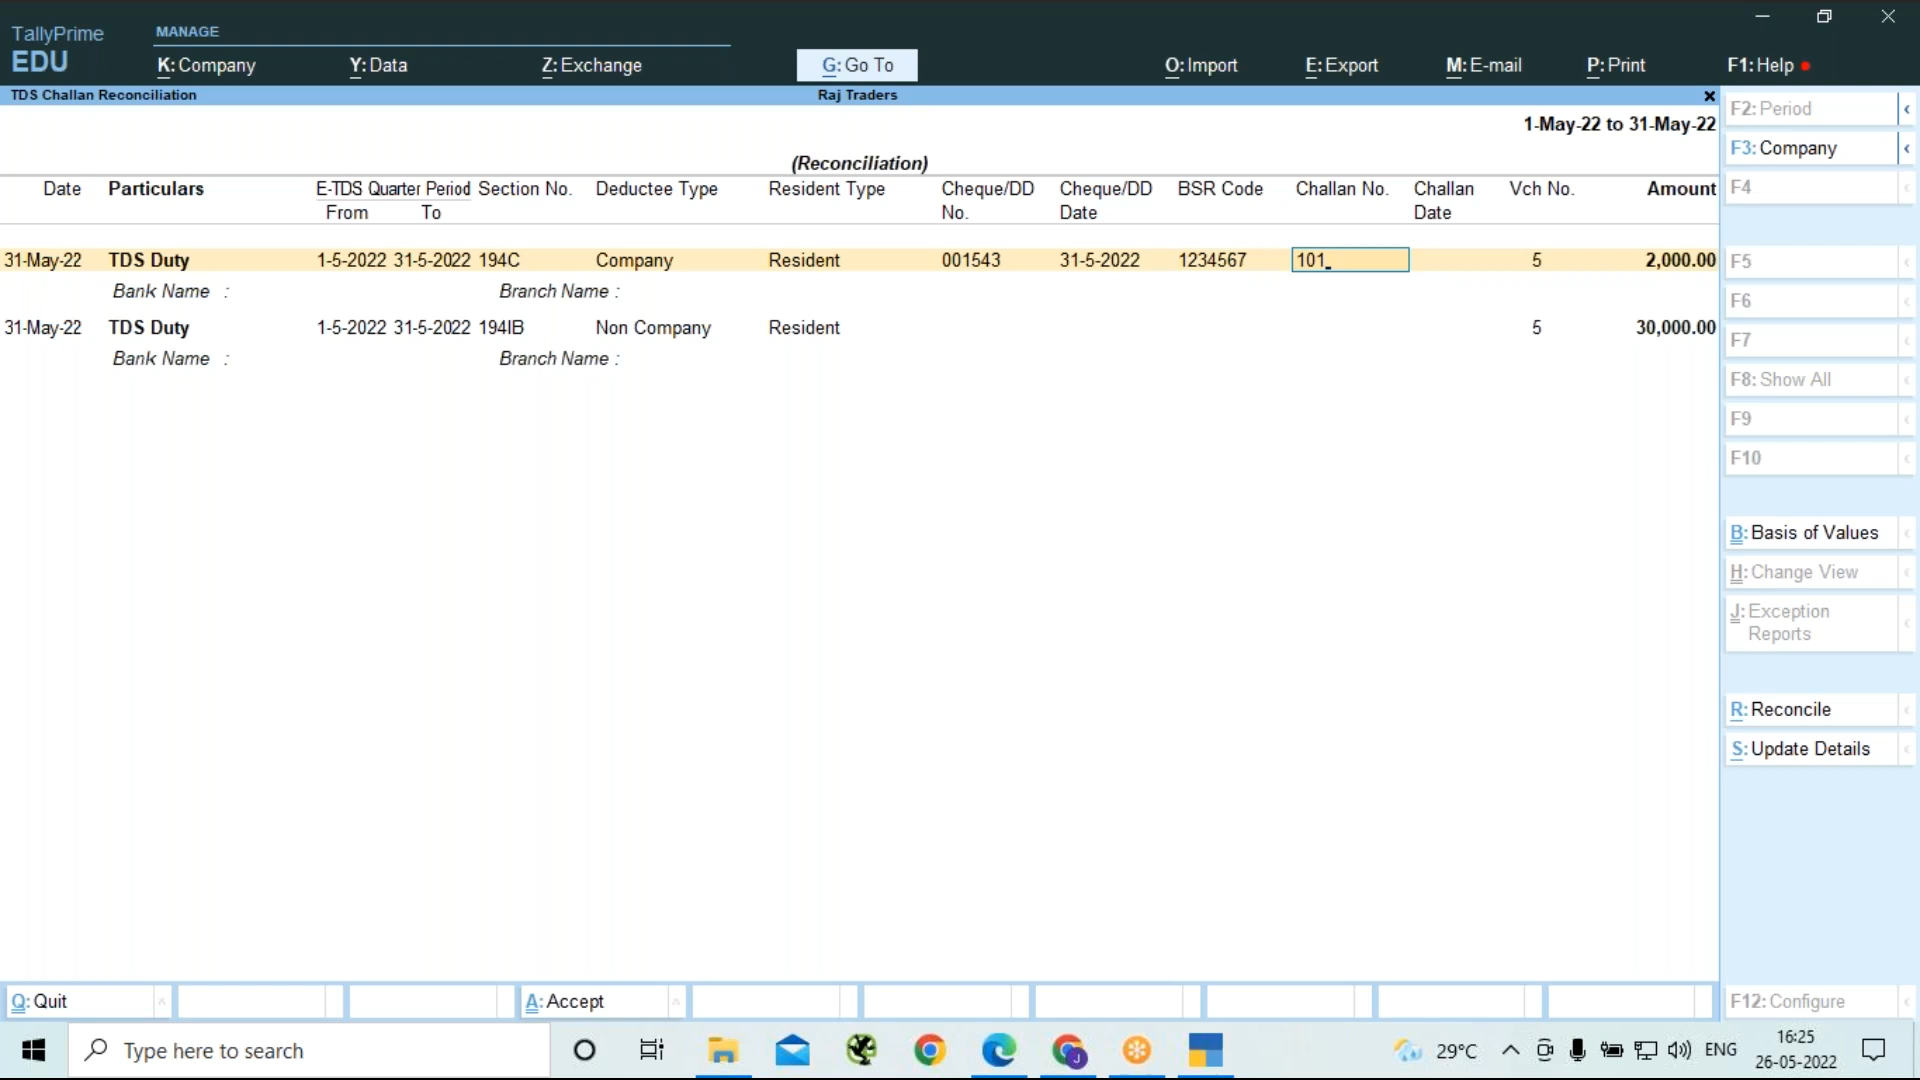 TallyPrime
EDU
MANAGE
K: Company Y: Data Z: Exchange G: Go To O: Import E: Export M: E-mail P: Print F1: Help
TDS Challan Reconciliation Raj Traders
1-May-22 to 31-May-22
(Reconciliation)
Date Particulars E-TDS Quarter Period Section No. Deductee Type Resident Type Cheque/DD Cheque/DD BSR Code Challan No. Challan Vch No. Amount
From To No. Date Date
31-May-22 TDS Duty 1-5-2022 31-5-2022 194C Company Resident 001543 31-5-2022 1234567 101 5 2,000.00
Bank Name : Branch Name :
31-May-22 TDS Duty 1-5-2022 31-5-2022 194IB Non Company Resident 5 30,000.00
Bank Name : Branch Name :
F2: Period
F3: Company
F4
F5
F6
F7
F8: Show All
F9
F10
B: Basis of Values
H: Change View
J: Exception
Reports
R: Reconcile
S: Update Details
F12: Configure
Q: Quit A: Accept
Type here to search
29°C
ENG
16:25
26-05-2022